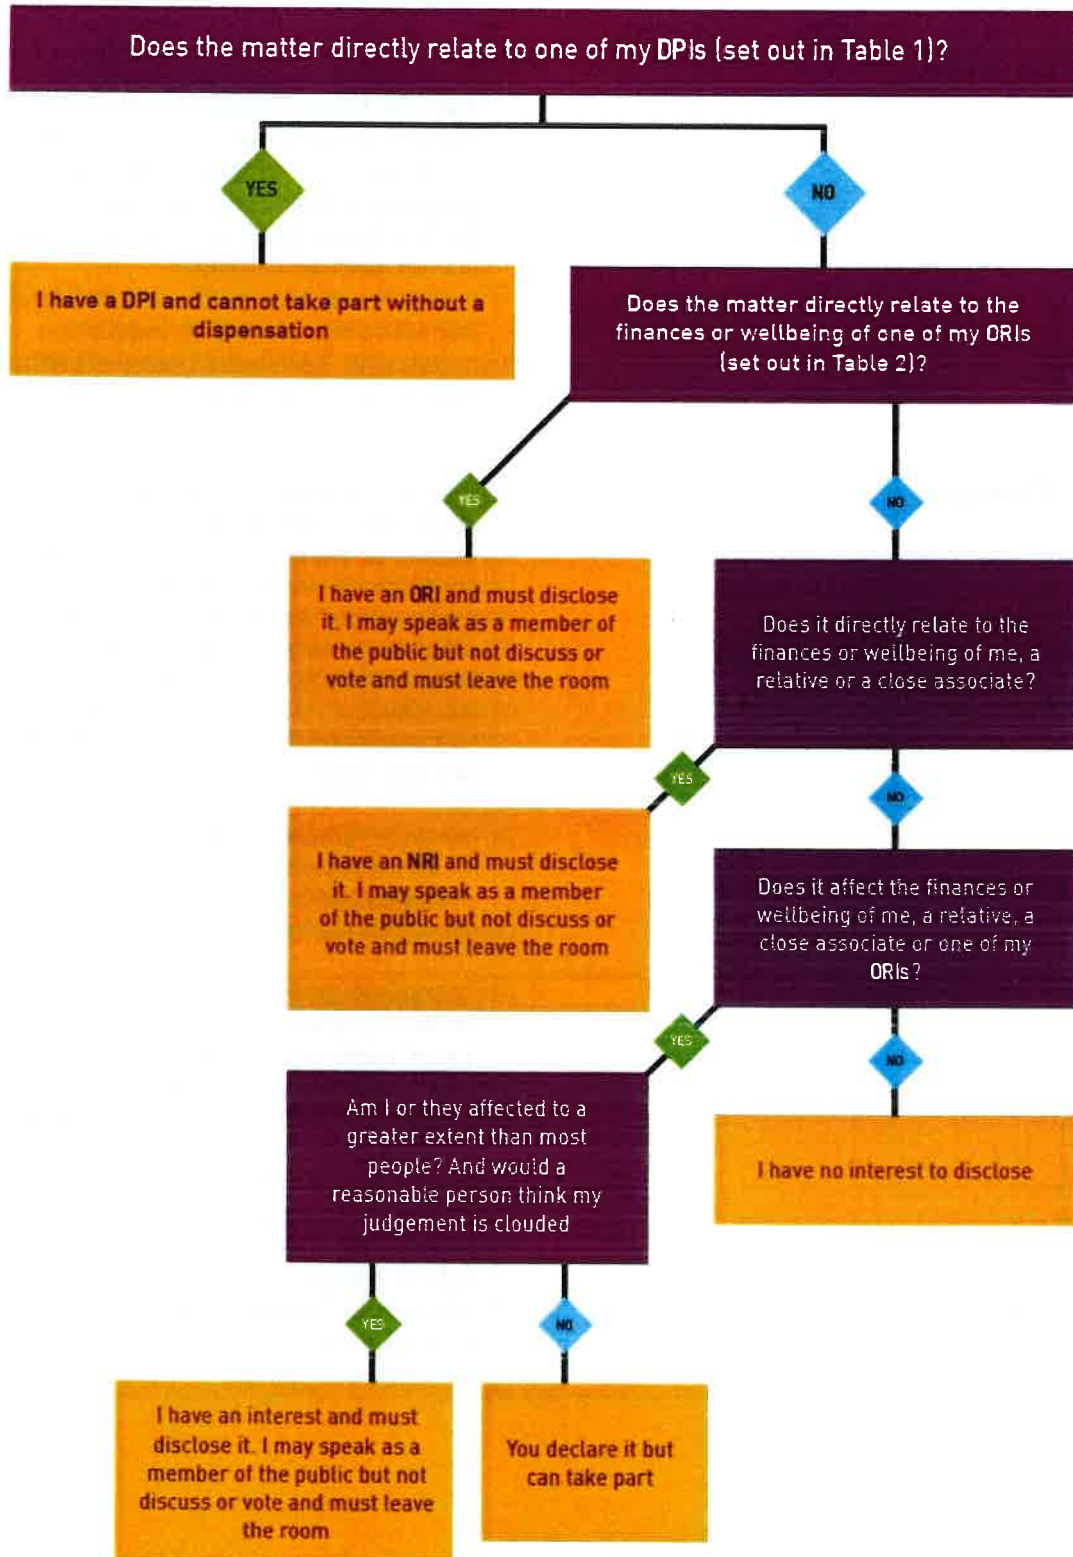 Does the matter directly relate to one of my DPIs (set out in Table 1)?
YES
NO
I have a DPI and cannot take part without a
dispensation
Does the matter directly relate to the
finances or wellbeing of one of my ORIs
(set out in Table 2)?
YES
NO
I have an ORI and must disclose
it. I may speak as a member of
the public but not discuss or
vote and must leave the room
Does it directly relate to the
finances or wellbeing of me, a
relative or a close associate?
YES
NO
I have an NRI and must disclose
it. I may speak as a member
of the public but not discuss or
vote and must leave the room
Does it affect the finances or
wellbeing of me, a relative, a
close associate or one of my
ORIs?
YES
NO
Am I or they affected to a
greater extent than most
people? And would a
reasonable person think my
judgement is clouded
I have no interest to disclose
YES
NO
I have an interest and must
disclose it. I may speak as a
member of the public but not
discuss or vote and must leave
the room
You declare it but
can take part